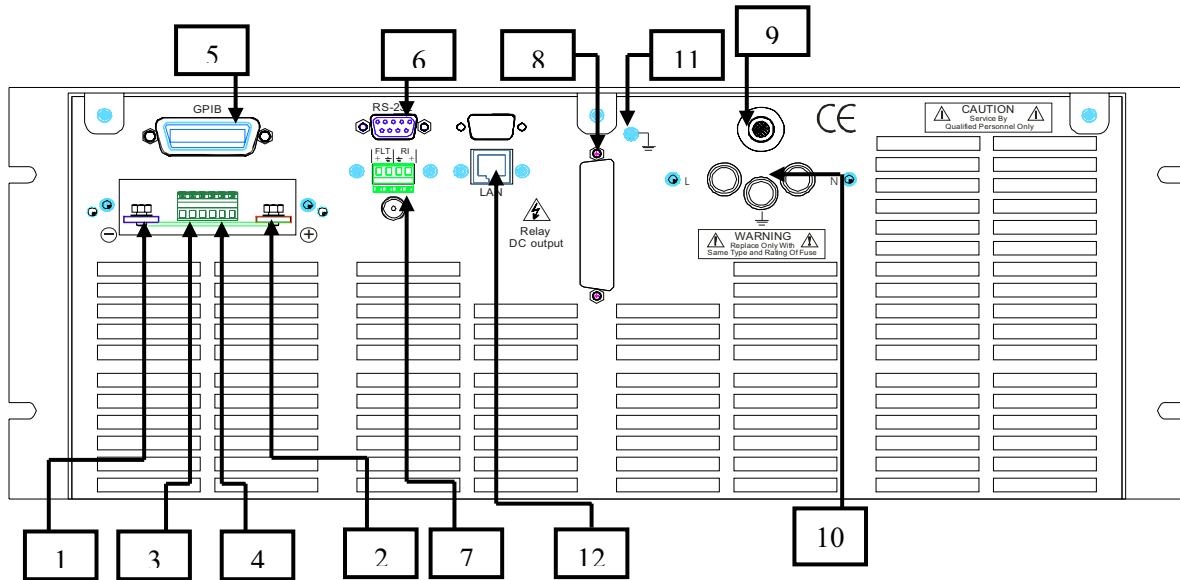 5
6
8
11
9
GPIB
RS-23
CE
CAUTION
Service By
Qualified Personnel Only
FLT
RI
+
+
LAN
L
N
Relay
DC output
WARNING
Replace Only With
Same Type and Rating Of Fuse
−
+
1
3
4
2
7
12
10